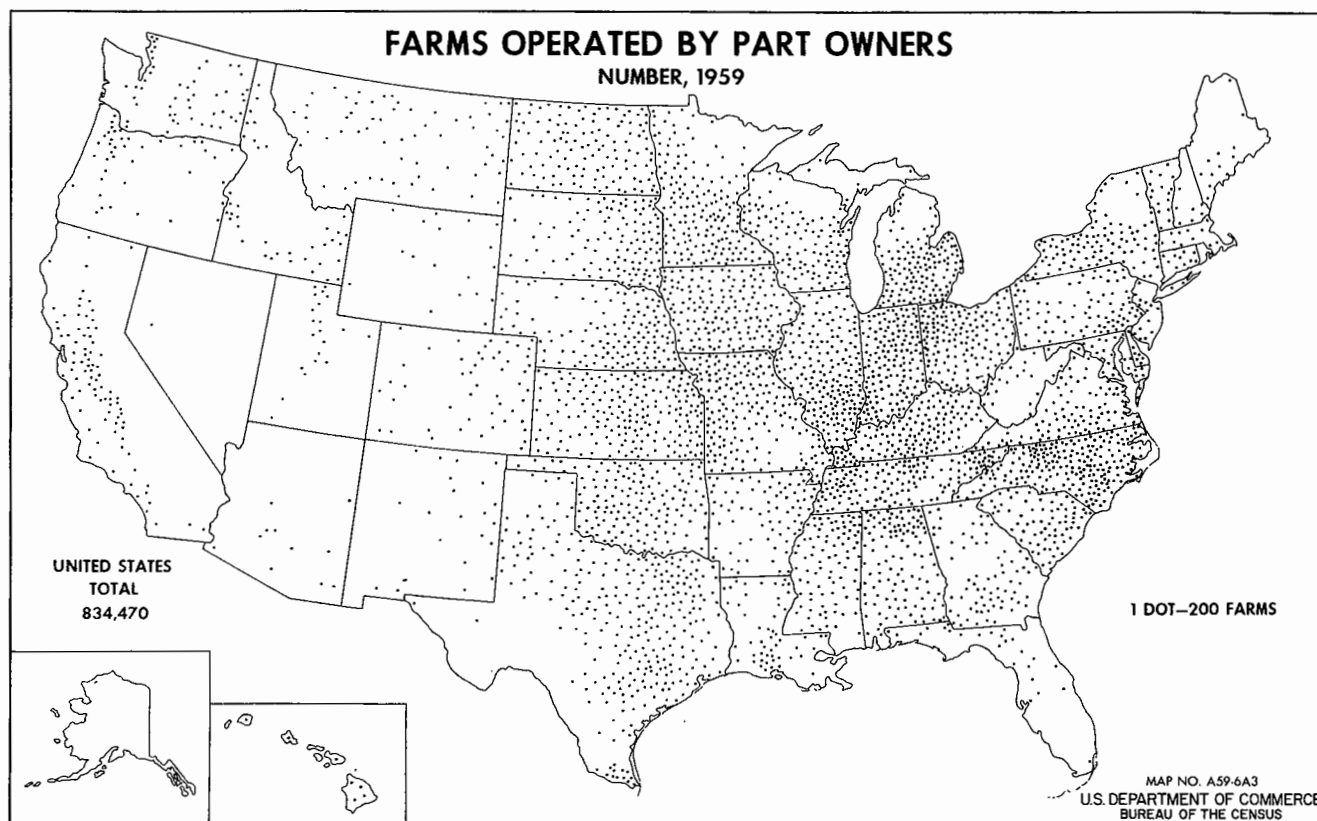 FARMS OPERATED BY PART OWNERS
NUMBER, 1959
UNITED STATES
TOTAL
834,470
1 DOT—200 FARMS
MAP NO. A59-6A3
U.S. DEPARTMENT OF COMMERCE
BUREAU OF THE CENSUS